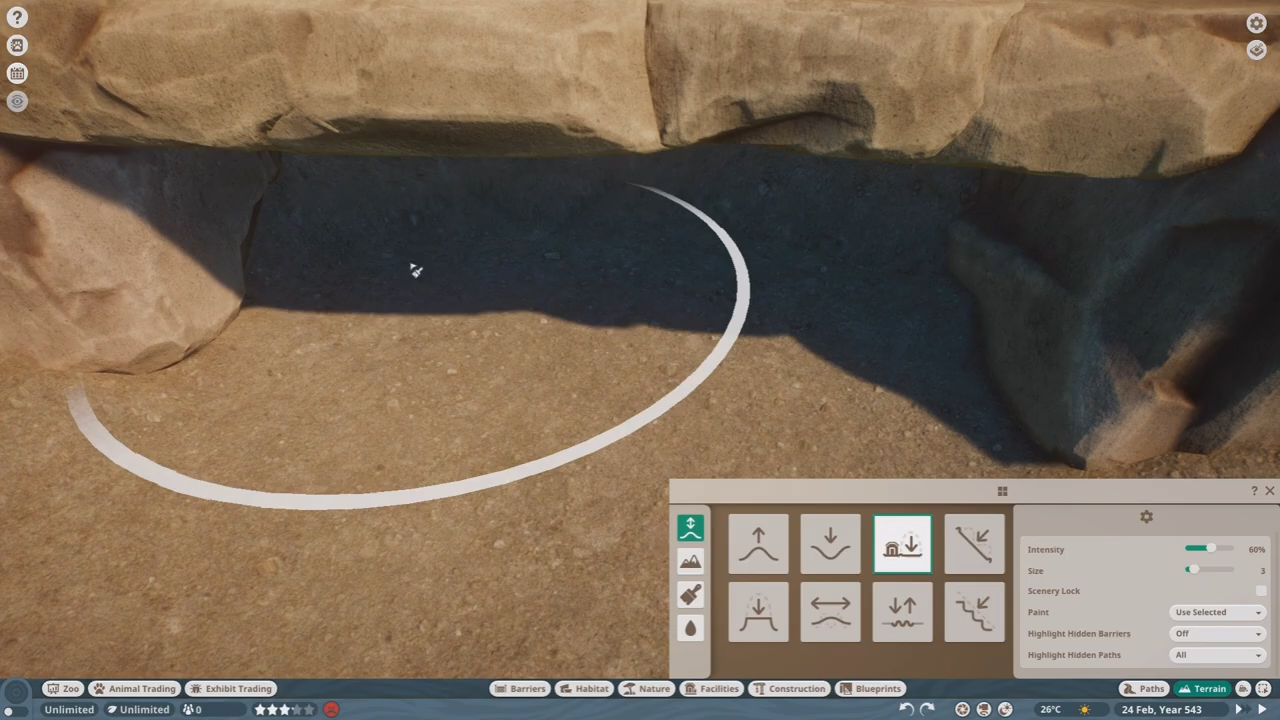 ?
? ×
Intensity 60%
Size 3
Scenery Lock
Paint Use Selected
Highlight Hidden Barriers Off
Highlight Hidden Paths All
Zoo Animal Trading Exhibit Trading Barriers Habitat Nature Facilities Construction Blueprints Paths Terrain
Unlimited Unlimited 0 26°C 24 Feb, Year 543